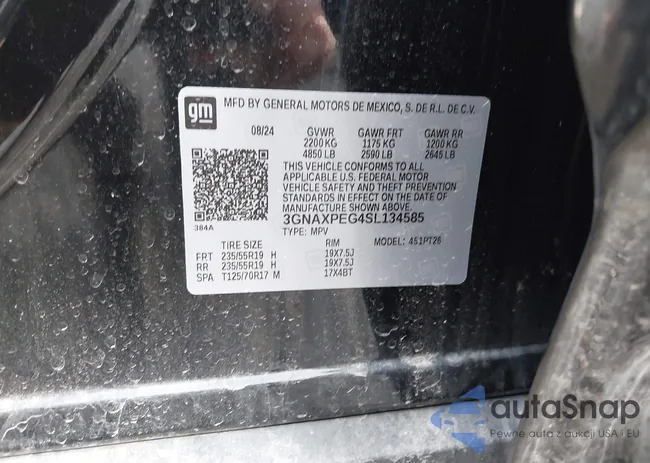 gm
MFD BY GENERAL MOTORS DE MEXICO, S. DE R.L. DE C.V.
08/24 GVWR GAWR FRT GAWR RR
2200 KG 1175 KG 1200 KG
4850 LB 2590 LB 2645 LB
THIS VEHICLE CONFORMS TO ALL
APPLICABLE U.S. FEDERAL MOTOR
VEHICLE SAFETY AND THEFT PREVENTION
STANDARDS IN EFFECT ON THE DATE OF
MANUFACTURE SHOWN ABOVE.
3GNAXPEG4SL134585
384A
TYPE: MPV MODEL: 451PT26
TIRE SIZE RIM
FRT 235/55R19 H 19X7.5J
RR 235/55R19 H 19X7.5J
SPA T125/70R17 M 17X4BT
autaSnap
Pewne auta z aukcji USA i EU